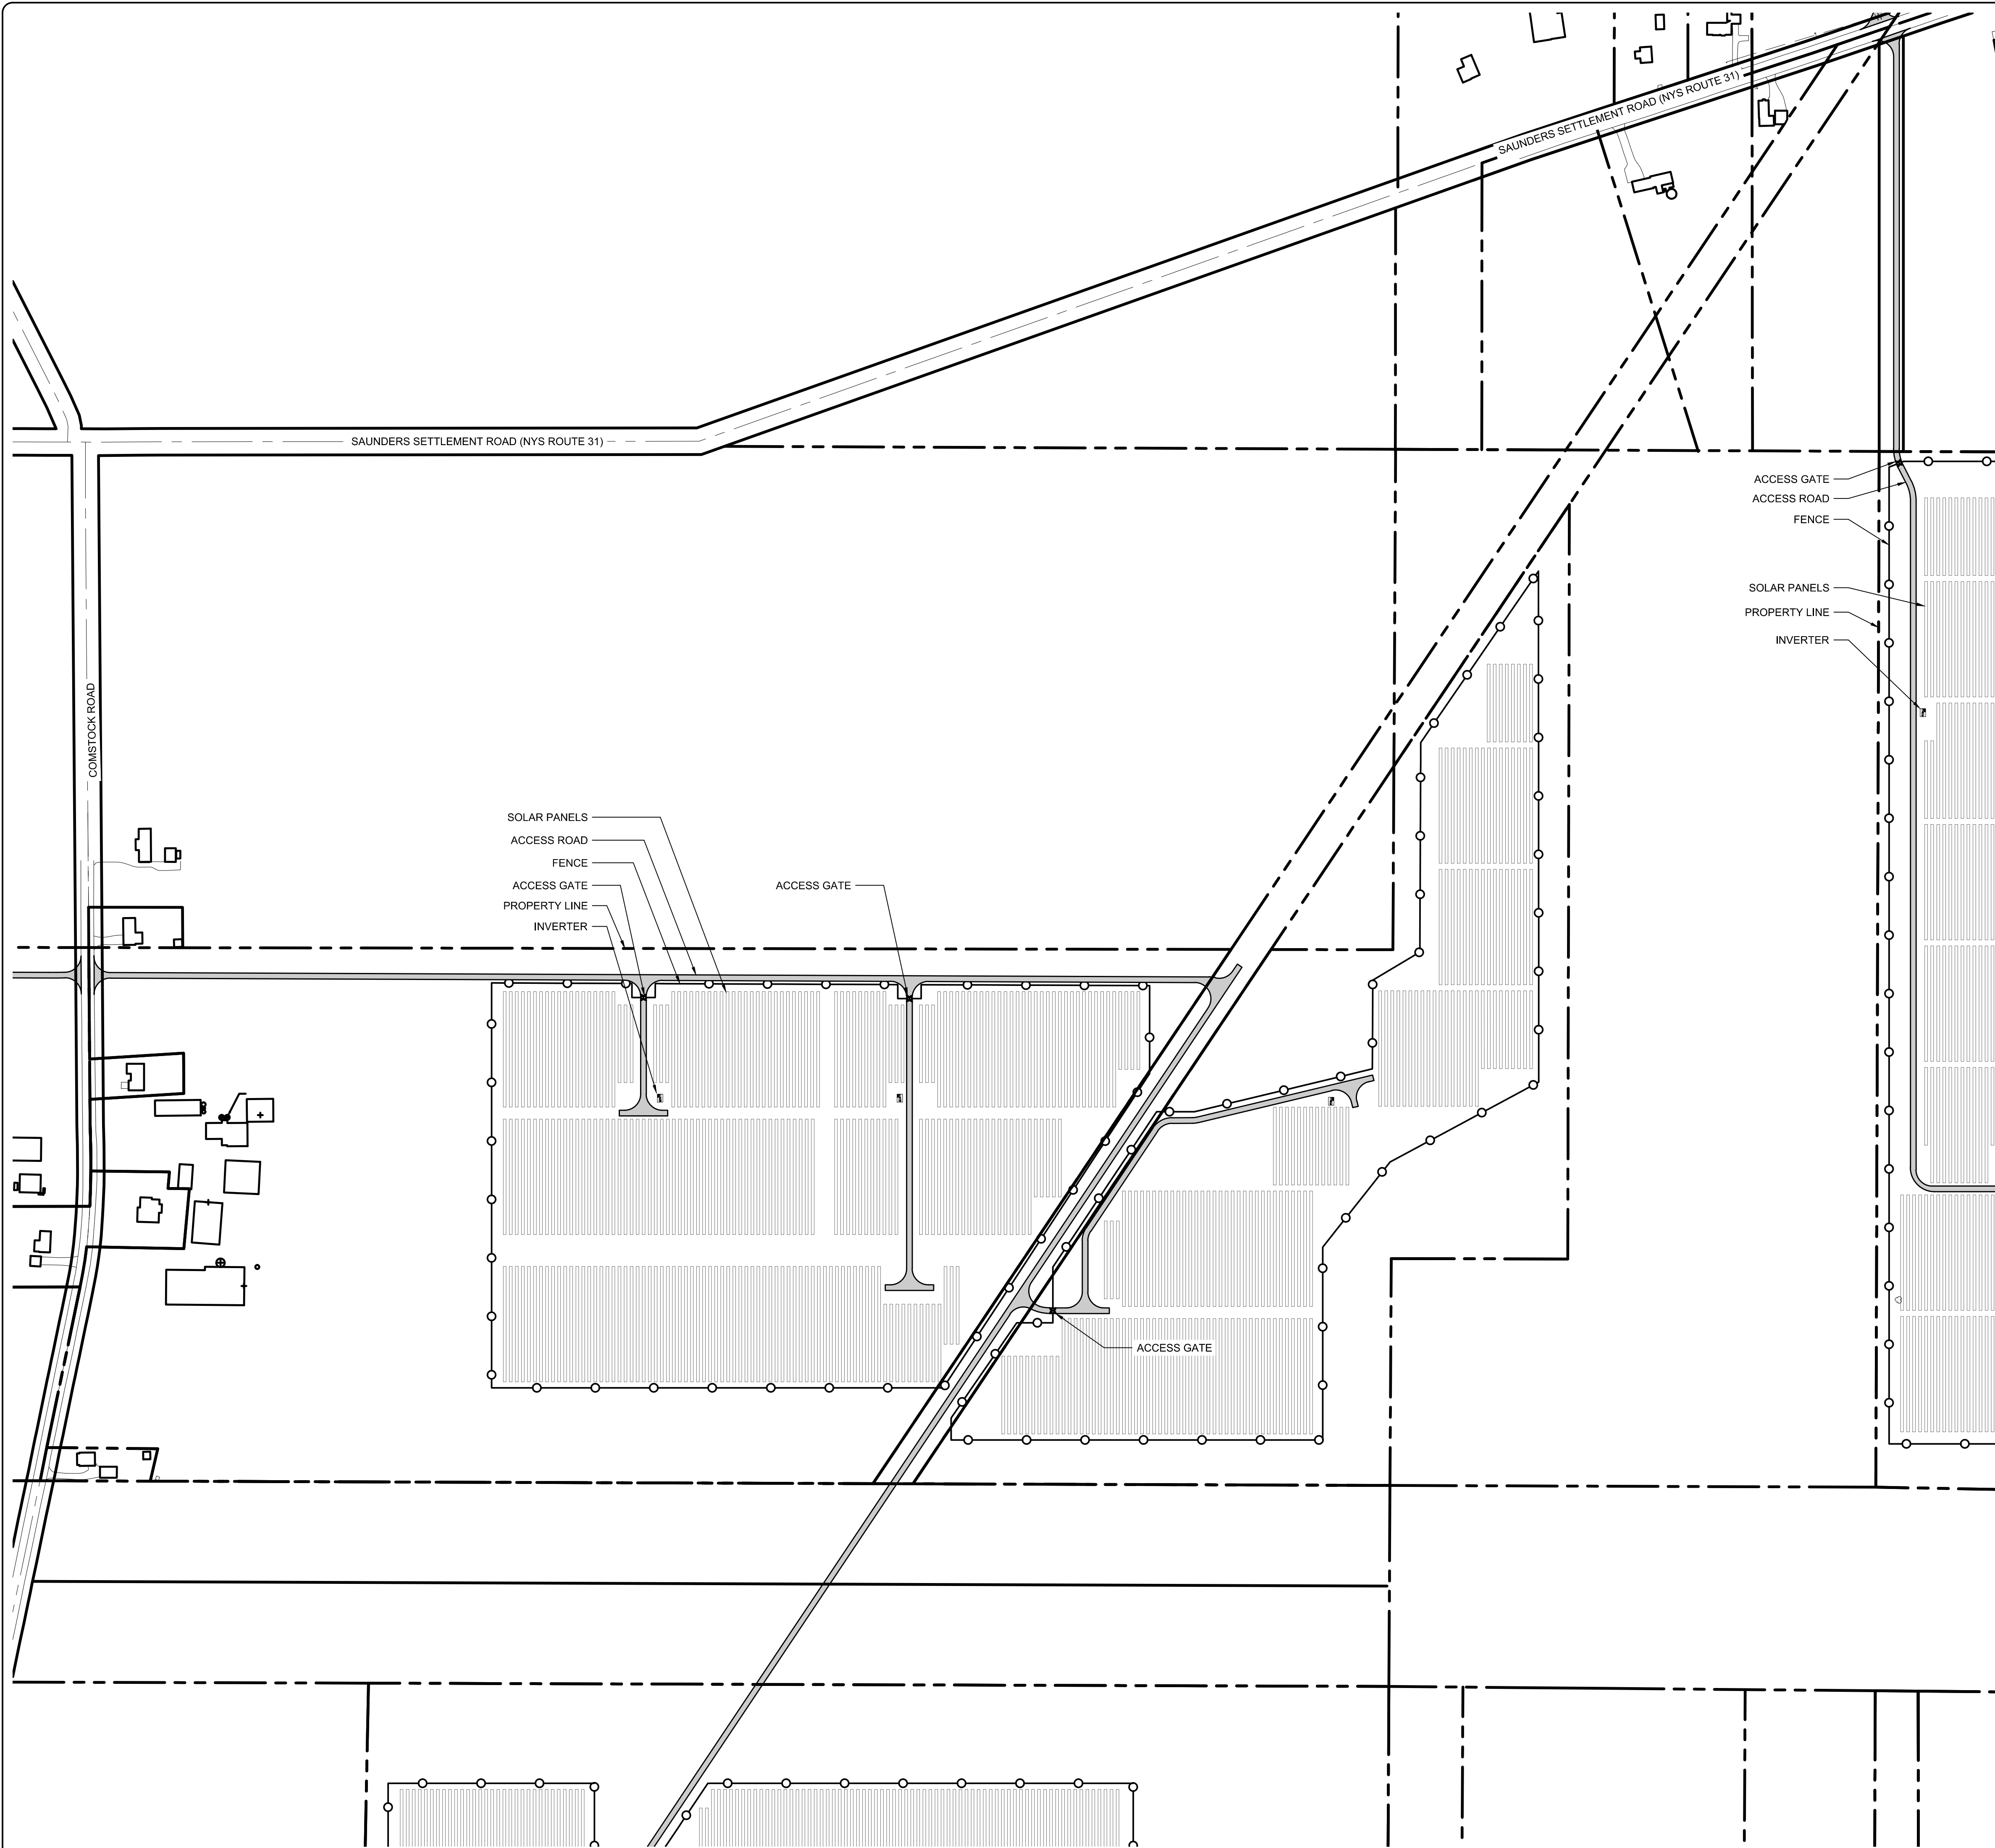 SAUNDERS SETTLEMENT ROAD (NYS ROUTE 31)
SAUNDERS SETTLEMENT ROAD (NYS ROUTE 31)
COMSTOCK ROAD
ACCESS GATE
ACCESS ROAD
FENCE
SOLAR PANELS
PROPERTY LINE
INVERTER
SOLAR PANELS
ACCESS ROAD
FENCE
ACCESS GATE
PROPERTY LINE
INVERTER
ACCESS GATE
ACCESS GATE